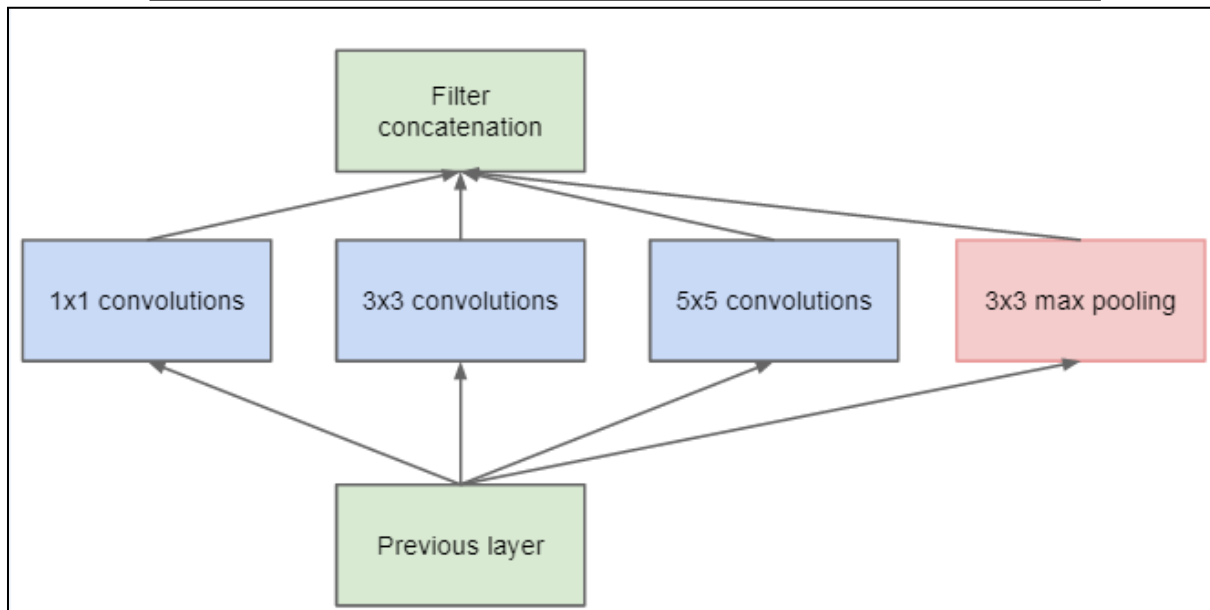 Filter
concatenation
1x1 convolutions
3x3 convolutions
5x5 convolutions
3x3 max pooling
Previous layer